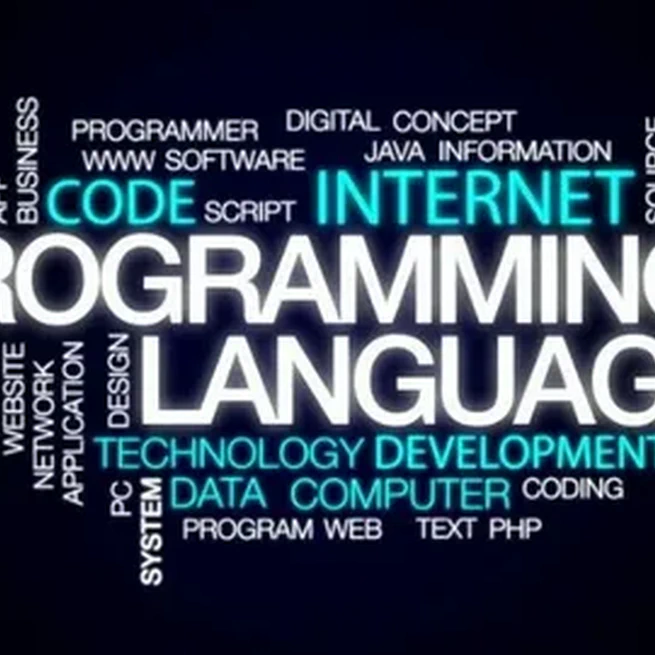 BUSINESS
PROGRAMMER
DIGITAL CONCEPT
WWW SOFTWARE
JAVA INFORMATION
CODE
SCRIPT
INTERNET
SOURCE
ROGRAMMING
LANGUAG
WEBSITE
NETWORK
APPLICATION
DESIGN
TECHNOLOGY
DEVELOPMENT
PC
SYSTEM
DATA
COMPUTER
CODING
PROGRAM WEB
TEXT PHP